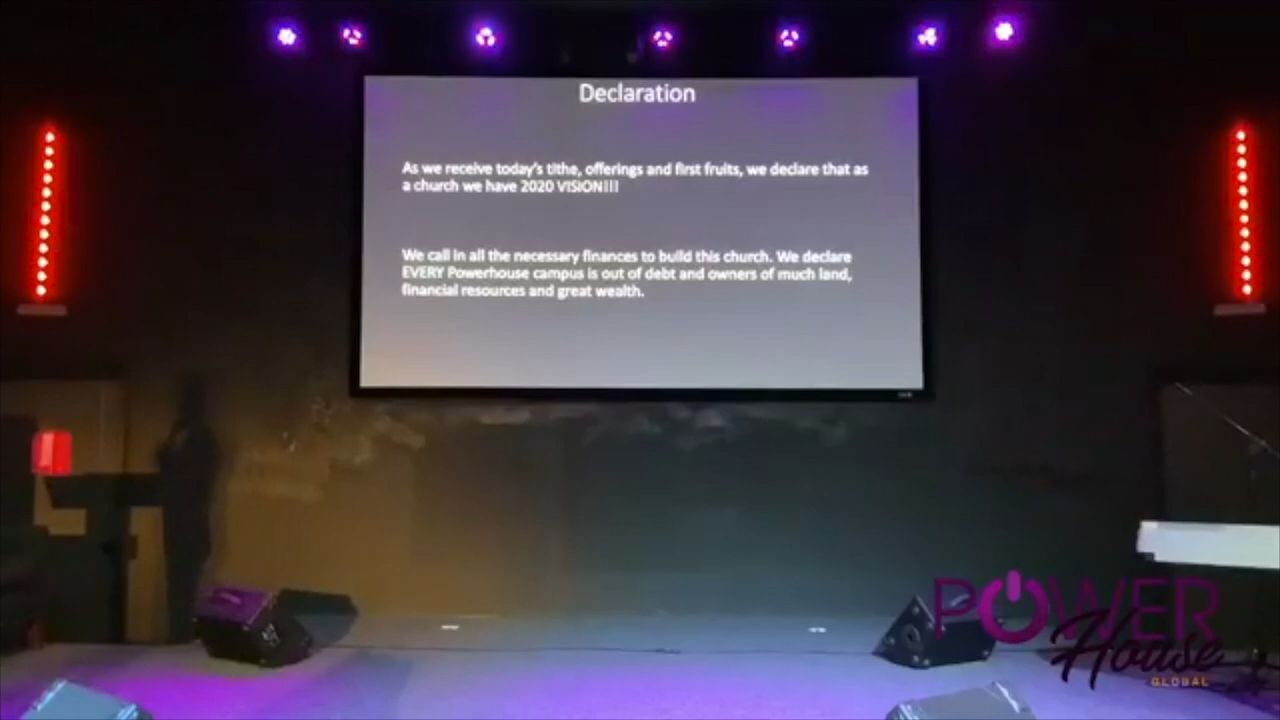 Declaration
As we receive today's tithe, offerings and first fruits, we declare that as
a church we have 2020 VISION!!!
We call in all the necessary finances to build this church. We declare
EVERY Powerhouse campus is out of debt and owners of much land,
financial resources and great wealth.
POWER
House
GLOBAL